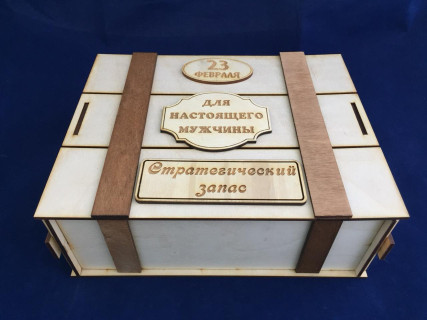 23
ФЕВРАЛЯ
ДЛЯ
НАСТОЯЩЕГО
МУЖЧИНЫ
Стратегический
запас